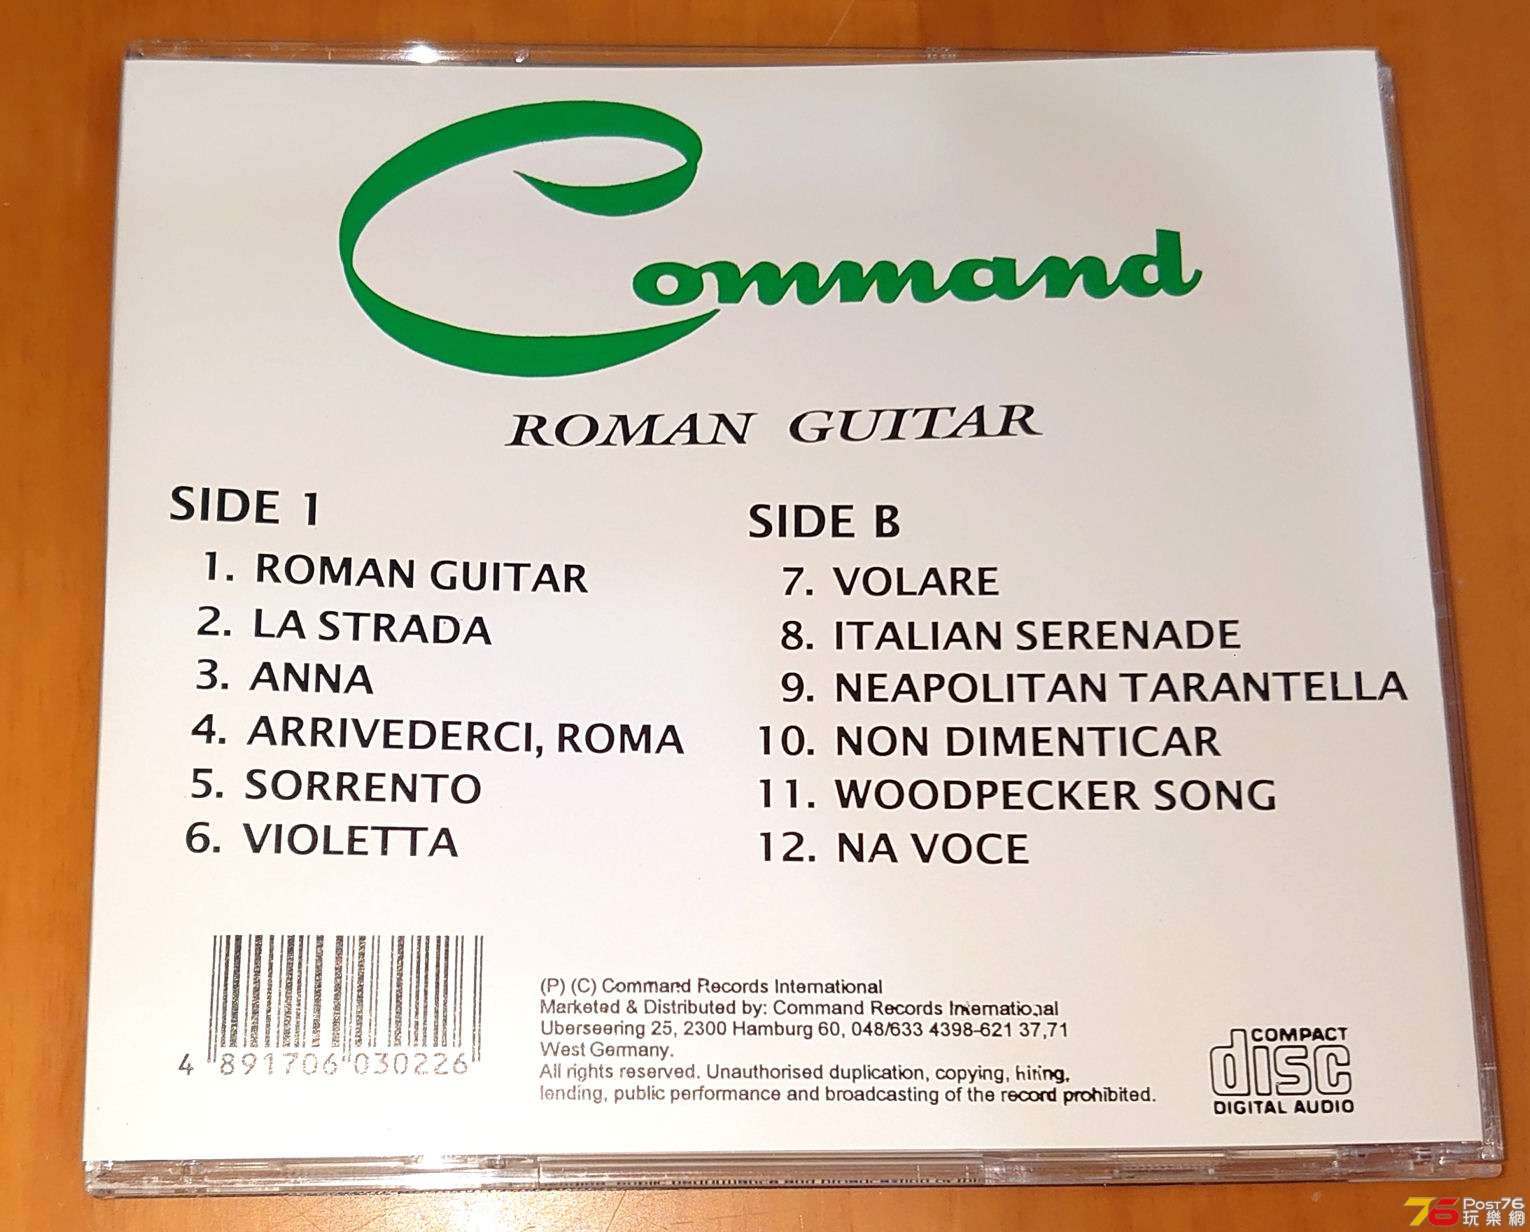 Command
ROMAN GUITAR
SIDE 1
1. ROMAN GUITAR
2. LA STRADA
3. ANNA
4. ARRIVEDERCI, ROMA
5. SORRENTO
6. VIOLETTA
SIDE B
7. VOLARE
8. ITALIAN SERENADE
9. NEAPOLITAN TARANTELLA
10. NON DIMENTICAR
11. WOODPECKER SONG
12. NA VOCE
4 891706 030226
(P) (C) Command Records International
Marketed & Distributed by: Command Records International
Uberseering 25, 2300 Hamburg 60, 048/633 4398-621 37,71
West Germany.
All rights reserved. Unauthorised duplication, copying, hiring,
lending, public performance and broadcasting of the record prohibited.
COMPACT
disc
DIGITAL AUDIO
76 Post76
玩樂網